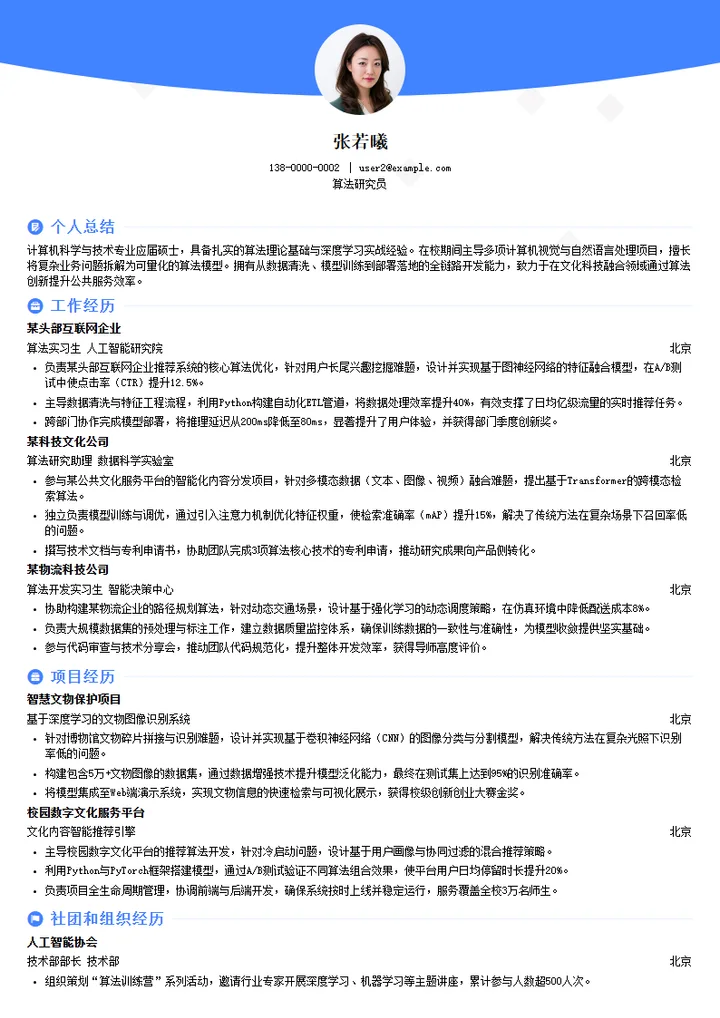 张若曦
138-0000-0002 | user2@example.com
算法研究员
个人总结
计算机科学与技术专业应届硕士，具备扎实的算法理论基础与深度学习实战经验。在校期间主导多项计算机视觉与自然语言处理项目，擅长
将复杂业务问题拆解为可量化的算法模型。拥有从数据清洗、模型训练到部署落地的全链路开发能力，致力于在文化科技融合领域通过算法
创新提升公共服务效率。
工作经历
某头部互联网企业
算法实习生 人工智能研究院 北京
• 负责某头部互联网企业推荐系统的核心算法优化，针对用户长尾兴趣挖掘难题，设计并实现基于图神经网络的特征融合模型，在A/B测
试中使点击率（CTR）提升12.5%。
• 主导数据清洗与特征工程流程，利用Python构建自动化ETL管道，将数据处理效率提升40%，有效支撑了日均亿级流量的实时推荐任务。
• 跨部门协作完成模型部署，将推理延迟从200ms降低至80ms，显著提升了用户体验，并获得部门季度创新奖。
某科技文化公司
算法研究助理 数据科学实验室 北京
• 参与某公共文化服务平台的智能化内容分发项目，针对多模态数据（文本、图像、视频）融合难题，提出基于Transformer的跨模态检
索算法。
• 独立负责模型训练与调优，通过引入注意力机制优化特征权重，使检索准确率（mAP）提升15%，解决了传统方法在复杂场景下召回率低
的问题。
• 撰写技术文档与专利申请书，协助团队完成3项算法核心技术的专利申请，推动研究成果向产品侧转化。
某物流科技公司
算法开发实习生 智能决策中心 北京
• 协助构建某物流企业的路径规划算法，针对动态交通场景，设计基于强化学习的动态调度策略，在仿真环境中降低配送成本8%。
• 负责大规模数据集的预处理与标注工作，建立数据质量监控体系，确保训练数据的一致性与准确性，为模型收敛提供坚实基础。
• 参与代码审查与技术分享会，推动团队代码规范化，提升整体开发效率，获得导师高度评价。
项目经历
智慧文物保护项目
基于深度学习的文物图像识别系统 北京
• 针对博物馆文物碎片拼接与识别难题，设计并实现基于卷积神经网络（CNN）的图像分类与分割模型，解决传统方法在复杂光照下识别
率低的问题。
• 构建包含5万+文物图像的数据集，通过数据增强技术提升模型泛化能力，最终在测试集上达到95%的识别准确率。
• 将模型集成至Web端演示系统，实现文物信息的快速检索与可视化展示，获得校级创新创业大赛金奖。
校园数字文化服务平台
文化内容智能推荐引擎 北京
• 主导校园数字文化平台的推荐算法开发，针对冷启动问题，设计基于用户画像与协同过滤的混合推荐策略。
• 利用Python与PyTorch框架搭建模型，通过A/B测试验证不同算法组合效果，使平台用户日均停留时长提升20%。
• 负责项目全生命周期管理，协调前端与后端开发，确保系统按时上线并稳定运行，服务覆盖全校3万名师生。
社团和组织经历
人工智能协会
技术部部长 技术部 北京
• 组织策划“算法训练营”系列活动，邀请行业专家开展深度学习、机器学习等主题讲座，累计参与人数超500人次。